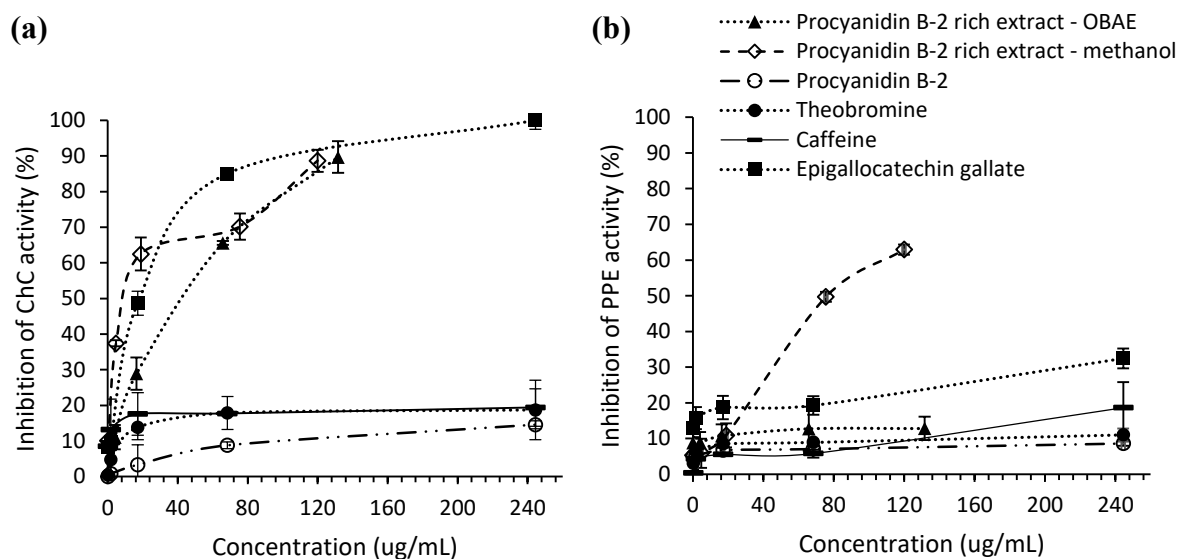 (a)
Inhibition of ChC activity (%)
100
90
80
70
60
50
40
30
20
10
0
0 40 80 120 160 200 240
Concentration (ug/mL)
(b)
Procyanidin B-2 rich extract - OBAE
Procyanidin B-2 rich extract - methanol
Procyanidin B-2
Theobromine
Caffeine
Epigallocatechin gallate
Inhibition of PPE activity (%)
100
90
80
70
60
50
40
30
20
10
0
0 40 80 120 160 200 240
Concentration (ug/mL)